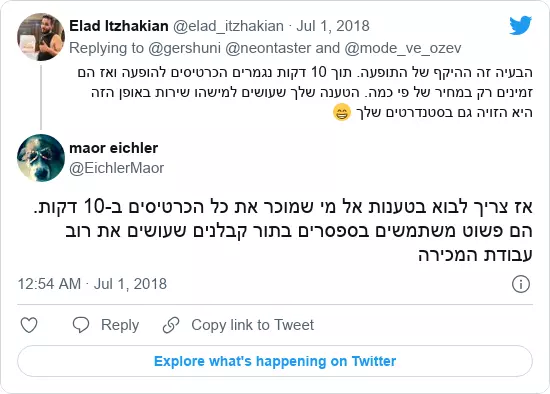 Elad Itzhakian @elad_itzhakian · Jul 1, 2018
Replying to @gershuni @neontaster and @mode_ve_ozev
הבעיה זה ההיקף של התופעה. תוך 10 דקות נגמרים הכרטיסים להופעה ואז הם
זמינים רק במחיר של פי כמה. הטענה שלך שעושים למישהו שירות באופן הזה
היא הזויה גם בסטנדרטים שלך 😄
maor eichler
@EichlerMaor
אז צריך לבוא בטענות אל מי שמוכר את כל הכרטיסים ב-10 דקות.
הם פשוט משתמשים בספסרים בתור קבלנים שעושים את רוב
עבודת המכירה
12:54 AM · Jul 1, 2018
Reply Copy link to Tweet
Explore what's happening on Twitter